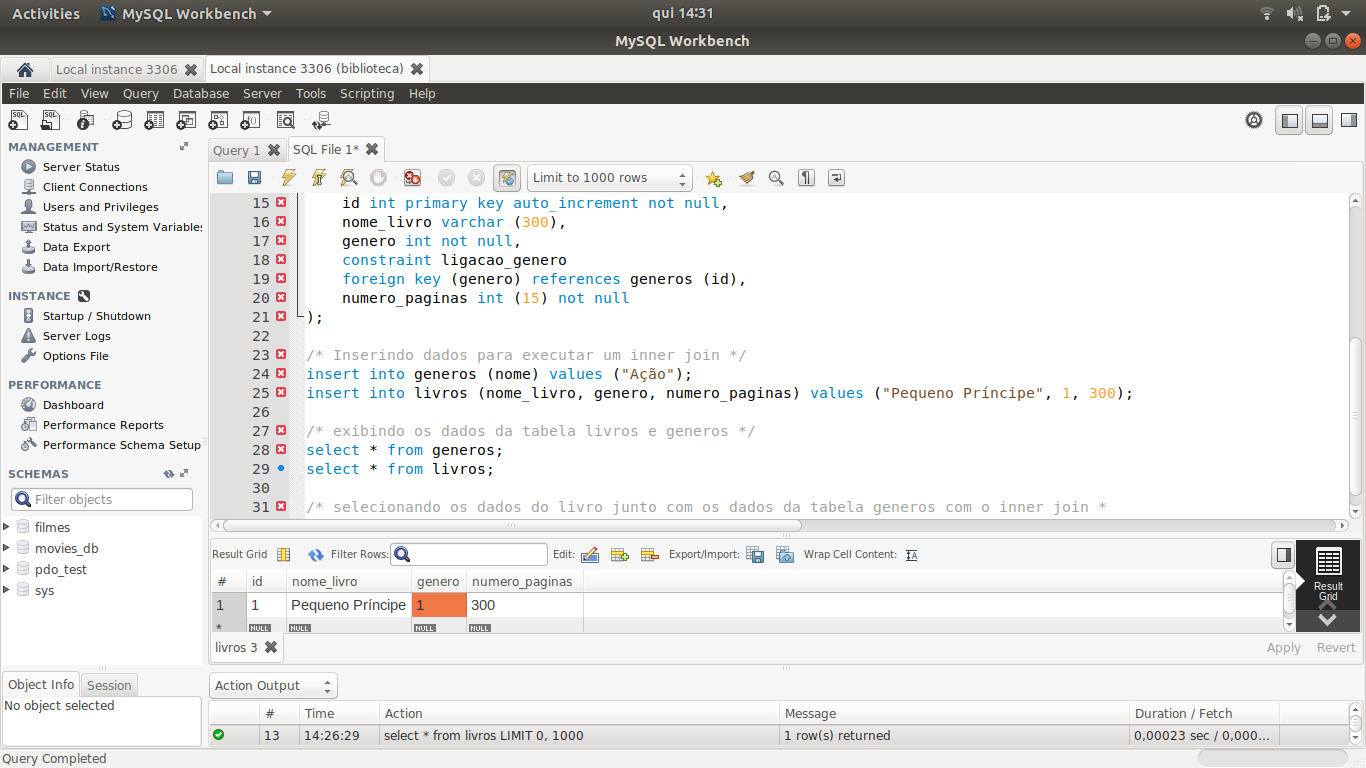 Activities MySQL Workbench qui 14:31
MySQL Workbench
Local instance 3306 Local instance 3306 (biblioteca)
File Edit View Query Database Server Tools Scripting Help
MANAGEMENT
Server Status
Client Connections
Users and Privileges
Status and System Variables
Data Export
Data Import/Restore
INSTANCE
Startup / Shutdown
Server Logs
Options File
PERFORMANCE
Dashboard
Performance Reports
Performance Schema Setup
SCHEMAS
Filter objects
filmes
movies_db
pdo_test
sys
Object Info Session
No object selected
Query 1 SQL File 1*
Limit to 1000 rows
15 id int primary key auto_increment not null,
16 nome_livro varchar (300),
17 genero int not null,
18 constraint ligacao_genero
19 foreign key (genero) references generos (id),
20 numero_paginas int (15) not null
21 );
22
23 /* Inserindo dados para executar um inner join */
24 insert into generos (nome) values ("Ação");
25 insert into livros (nome_livro, genero, numero_paginas) values ("Pequeno Príncipe", 1, 300);
26
27 /* exibindo os dados da tabela livros e generos */
28 select * from generos;
29 select * from livros;
30
31 /* selecionando os dados do livro junto com os dados da tabela generos com o inner join *
Result Grid Filter Rows: Edit: Export/Import: Wrap Cell Content:
# id nome_livro genero numero_paginas
1 1 Pequeno Príncipe 1 300
* NULL NULL NULL NULL
Result
Grid
livros 3 Apply Revert
Action Output
# Time Action Message Duration / Fetch
13 14:26:29 select * from livros LIMIT 0, 1000 1 row(s) returned 0,00023 sec / 0,000...
Query Completed